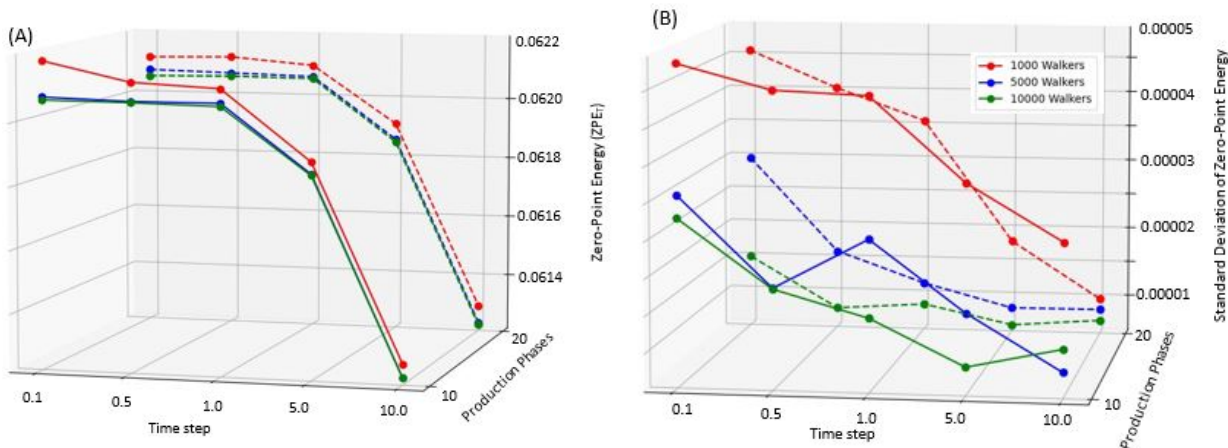 (A)
0.0622
0.0620
0.0618
0.0616
0.0614
Zero-Point Energy (ZPE₁)
20
10
Production Phases
0.1
0.5
1.0
5.0
10.0
Time step
(B)
1000 Walkers
5000 Walkers
10000 Walkers
0.00005
0.00004
0.00003
0.00002
0.00001
Standard Deviation of Zero-Point Energy
20
10
Production Phases
0.1
0.5
1.0
5.0
10.0
Time step